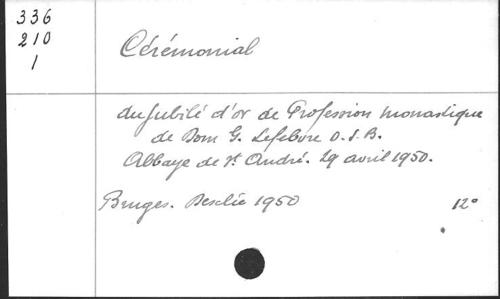 336
210
1
Cérémonial
du Jubilé d'or de Profession monastique
de Dom G. Lefebvre O.S.B.
Abbaye de St André. 29 avril 1950.
Bruges. Desclée 1950 12°